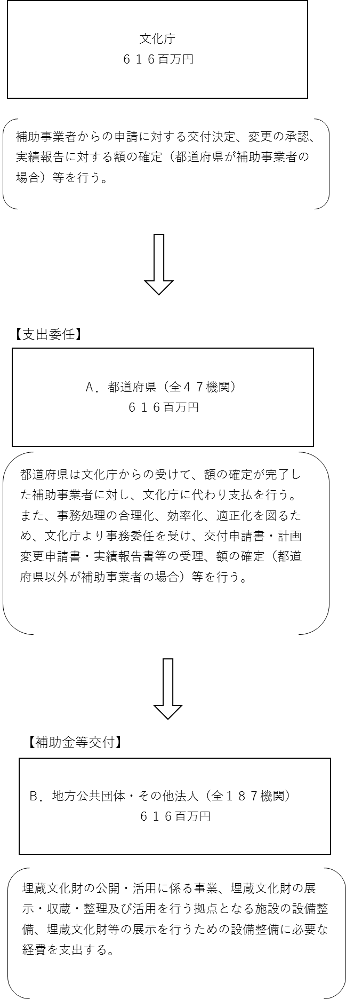 文化庁
６１６百万円
補助事業者からの申請に対する交付決定、変更の承認、
実績報告に対する額の確定（都道府県が補助事業者の
場合）等を行う。
【支出委任】
Ａ．都道府県（全４７機関）
６１６百万円
都道府県は文化庁からの受けて、額の確定が完了し
た補助事業者に対し、文化庁に代わり支払を行う。
また、事務処理の合理化、効率化、適正化を図るた
め、文化庁より事務委任を受け、交付申請書・計画
変更申請書・実績報告書等の受理、額の確定（都道
府県以外が補助事業者の場合）等を行う。
【補助金等交付】
Ｂ．地方公共団体・その他法人（全１８７機関）
６１６百万円
埋蔵文化財の公開・活用に係る事業、埋蔵文化財の展
示・収蔵・整理及び活用を行う拠点となる施設の設備整
備、埋蔵文化財等の展示を行うための設備整備に必要な
経費を支出する。